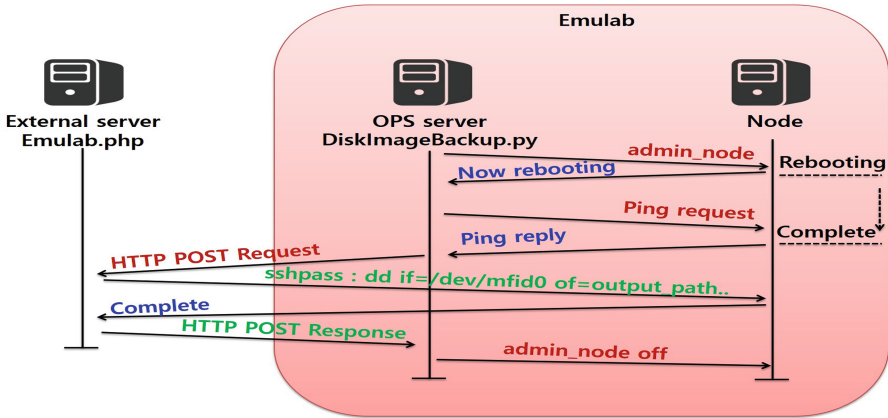 Emulab
External server
Emulab.php
OPS server
DiskImageBackup.py
Node
admin_node
Rebooting
Now rebooting
Ping request
Complete
Ping reply
HTTP POST Request
sshpass : dd if=/dev/mfid0 of=output_path..
Complete
HTTP POST Response
admin_node off